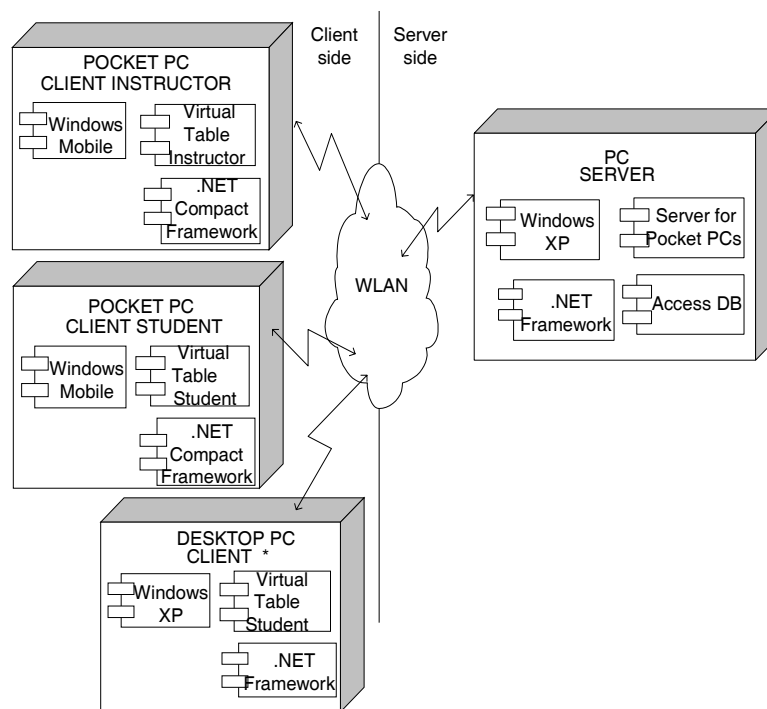 Client
side
Server
side
POCKET PC
CLIENT INSTRUCTOR
Windows
Mobile
Virtual
Table
Instructor
.NET
Compact
Framework
PC
SERVER
Windows
XP
Server for
Pocket PCs
.NET
Framework
Access DB
WLAN
POCKET PC
CLIENT STUDENT
Windows
Mobile
Virtual
Table
Student
.NET
Compact
Framework
DESKTOP PC
CLIENT *
Windows
XP
Virtual
Table
Student
.NET
Framework